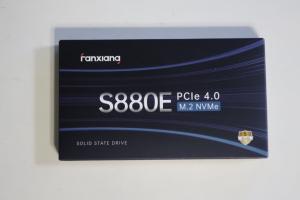 fanxiang
S880E
PCIe 4.0
M.2 NVMe
SOLID STATE DRIVE